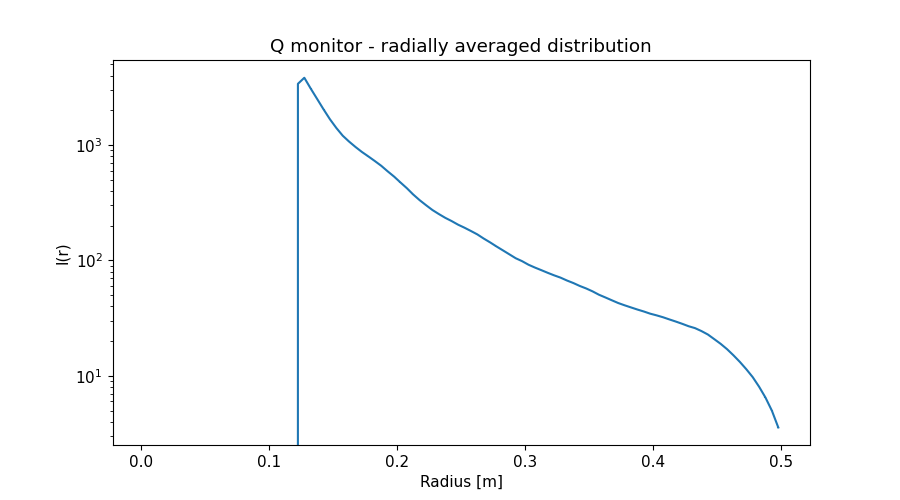 Q monitor - radially averaged distribution
10³
10²
10¹
I(r)
0.0 0.1 0.2 0.3 0.4 0.5
Radius [m]